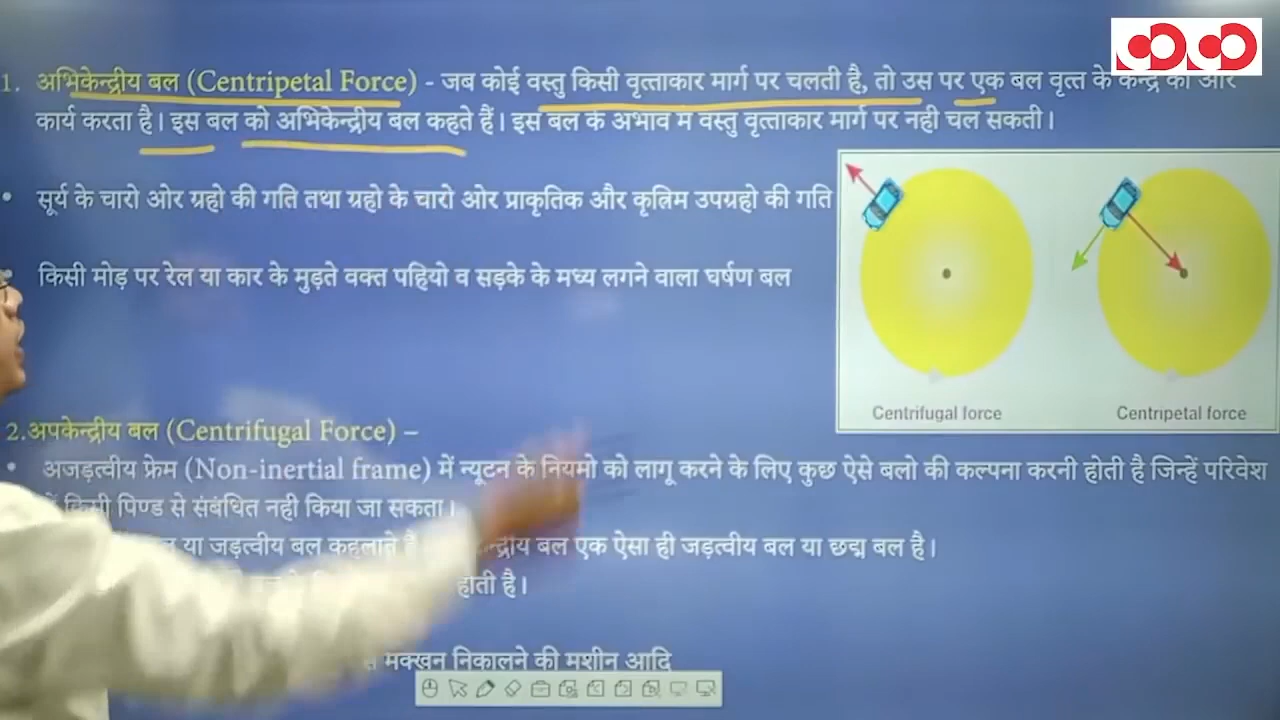 1. अभिकेन्द्रीय बल (Centripetal Force) - जब कोई वस्तु किसी वृत्ताकार मार्ग पर चलती है, तो उस पर एक बल वृत्त के केन्द्र की ओर
कार्य करता है। इस बल को अभिकेन्द्रीय बल कहते हैं। इस बल के अभाव म वस्तु वृत्ताकार मार्ग पर नही चल सकती।
• सूर्य के चारो ओर ग्रहो की गति तथा ग्रहो के चारो ओर प्राकृतिक और कृत्रिम उपग्रहो की गति
• किसी मोड़ पर रेल या कार के मुड़ते वक्त पहियो व सड़के के मध्य लगने वाला घर्षण बल
Centrifugal force
Centripetal force
2.अपकेन्द्रीय बल (Centrifugal Force) –
• अजड़त्वीय फ्रेम (Non-inertial frame) में न्यूटन के नियमो को लागू करने के लिए कुछ ऐसे बलो की कल्पना करनी होती है जिन्हें परिवेश
किसी पिण्ड से संबंधित नही किया जा सकता।
या जड़त्वीय बल कहलाते बल एक ऐसा ही जड़त्वीय बल या छद्म बल है।
होती है।
मक्खन निकालने की मशीन आदि